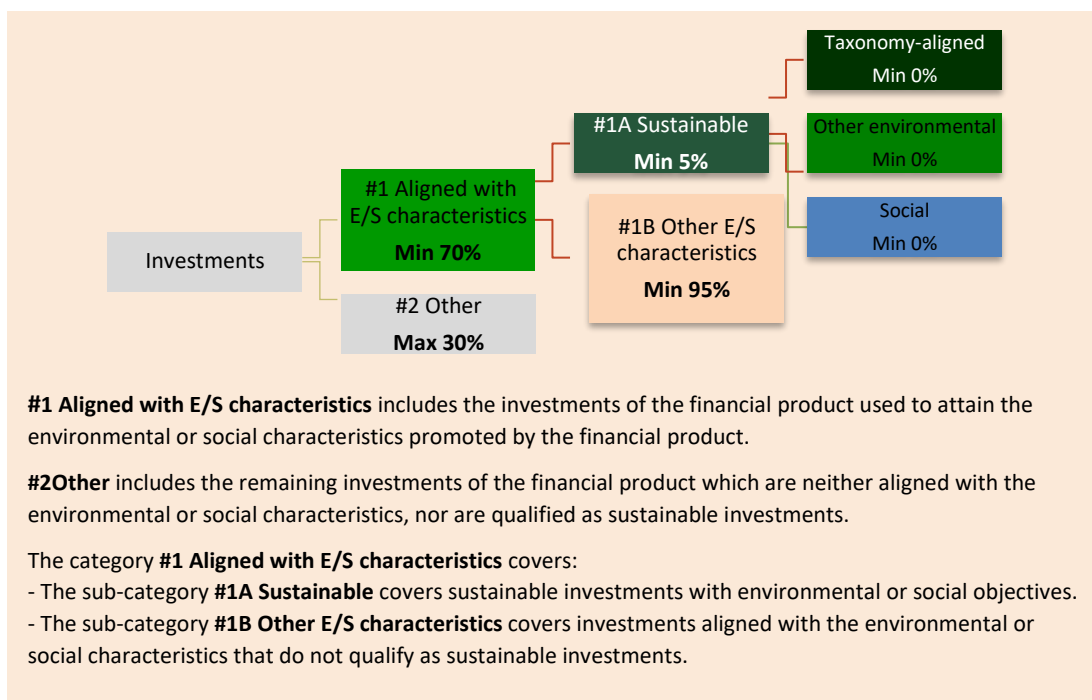 Taxonomy-aligned
Min 0%
#1A Sustainable
Min 5%
Other environmental
Min 0%
#1 Aligned with
E/S characteristics
Min 70%
#1B Other E/S
characteristics
Min 95%
Social
Min 0%
Investments
#2 Other
Max 30%
#1 Aligned with E/S characteristics includes the investments of the financial product used to attain the
environmental or social characteristics promoted by the financial product.
#2Other includes the remaining investments of the financial product which are neither aligned with the
environmental or social characteristics, nor are qualified as sustainable investments.
The category #1 Aligned with E/S characteristics covers:
- The sub-category #1A Sustainable covers sustainable investments with environmental or social objectives.
- The sub-category #1B Other E/S characteristics covers investments aligned with the environmental or
social characteristics that do not qualify as sustainable investments.